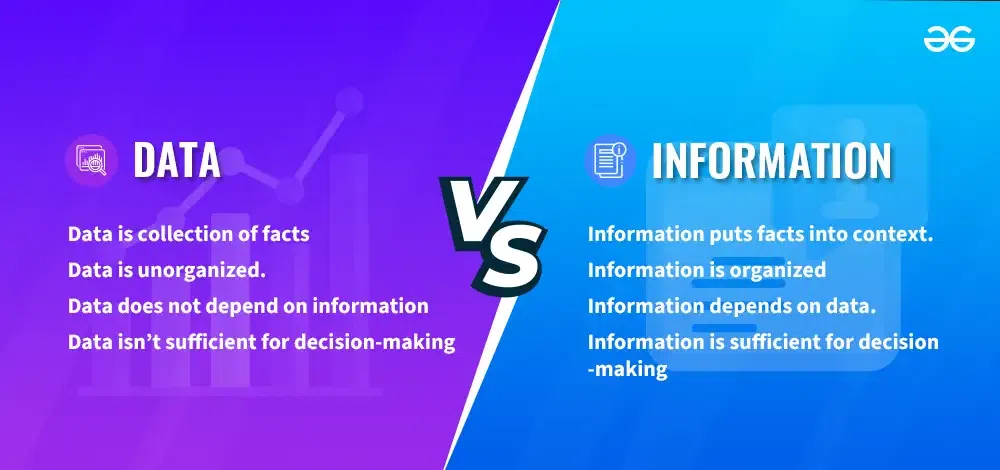 DATA
Data is collection of facts
Data is unorganized.
Data does not depend on information
Data isn’t sufficient for decision-making
VS
INFORMATION
Information puts facts into context.
Information is organized
Information depends on data.
Information is sufficient for decision
-making